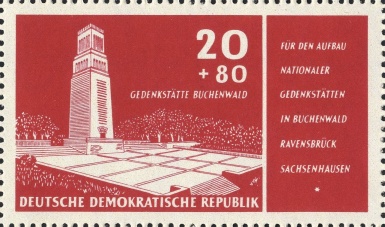 20
+ 80
GEDENKSTÄTTE BUCHENWALD
DEUTSCHE DEMOKRATISCHE REPUBLIK
FÜR DEN AUFBAU
NATIONALER
GEDENKSTÄTTEN
IN BUCHENWALD
RAVENSBRÜCK
SACHSENHAUSEN
*